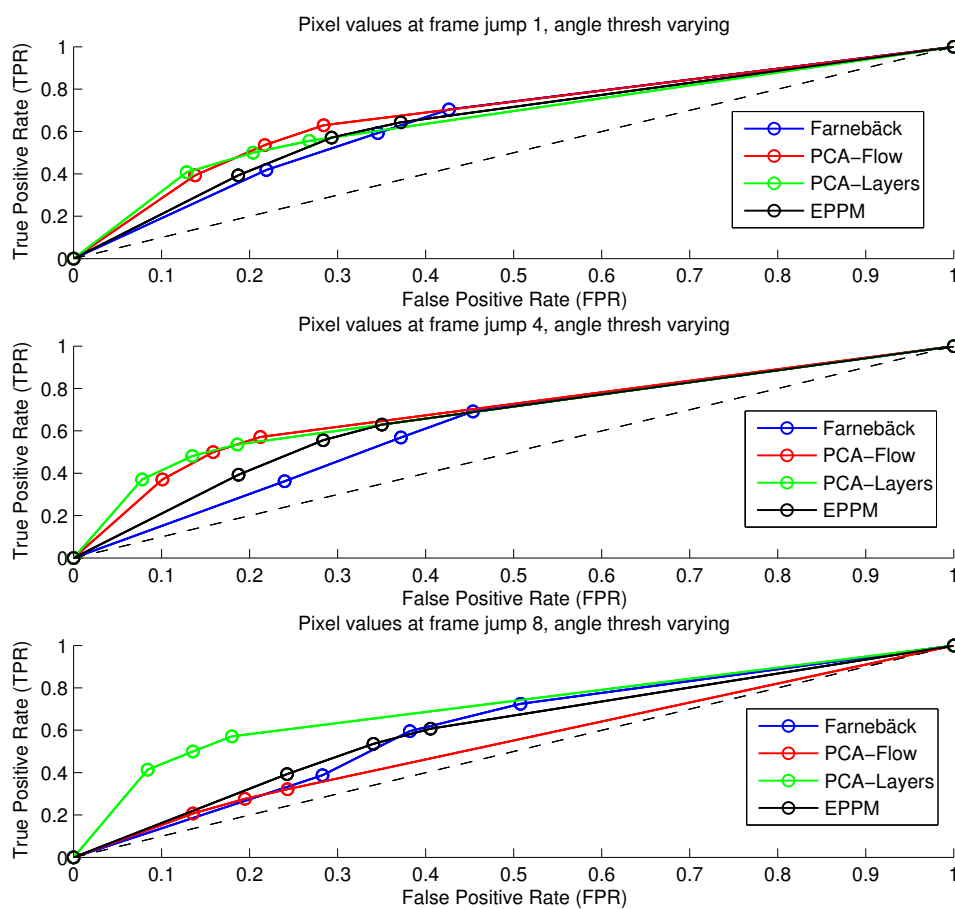 Pixel values at frame jump 1, angle thresh varying
True Positive Rate (TPR)
1
0.8
0.6
0.4
0.2
0
Farnebäck
PCA−Flow
PCA−Layers
EPPM
0 0.1 0.2 0.3 0.4 0.5 0.6 0.7 0.8 0.9 1
False Positive Rate (FPR)
Pixel values at frame jump 4, angle thresh varying
True Positive Rate (TPR)
1
0.8
0.6
0.4
0.2
0
Farnebäck
PCA−Flow
PCA−Layers
EPPM
0 0.1 0.2 0.3 0.4 0.5 0.6 0.7 0.8 0.9 1
False Positive Rate (FPR)
Pixel values at frame jump 8, angle thresh varying
True Positive Rate (TPR)
1
0.8
0.6
0.4
0.2
0
Farnebäck
PCA−Flow
PCA−Layers
EPPM
0 0.1 0.2 0.3 0.4 0.5 0.6 0.7 0.8 0.9 1
False Positive Rate (FPR)